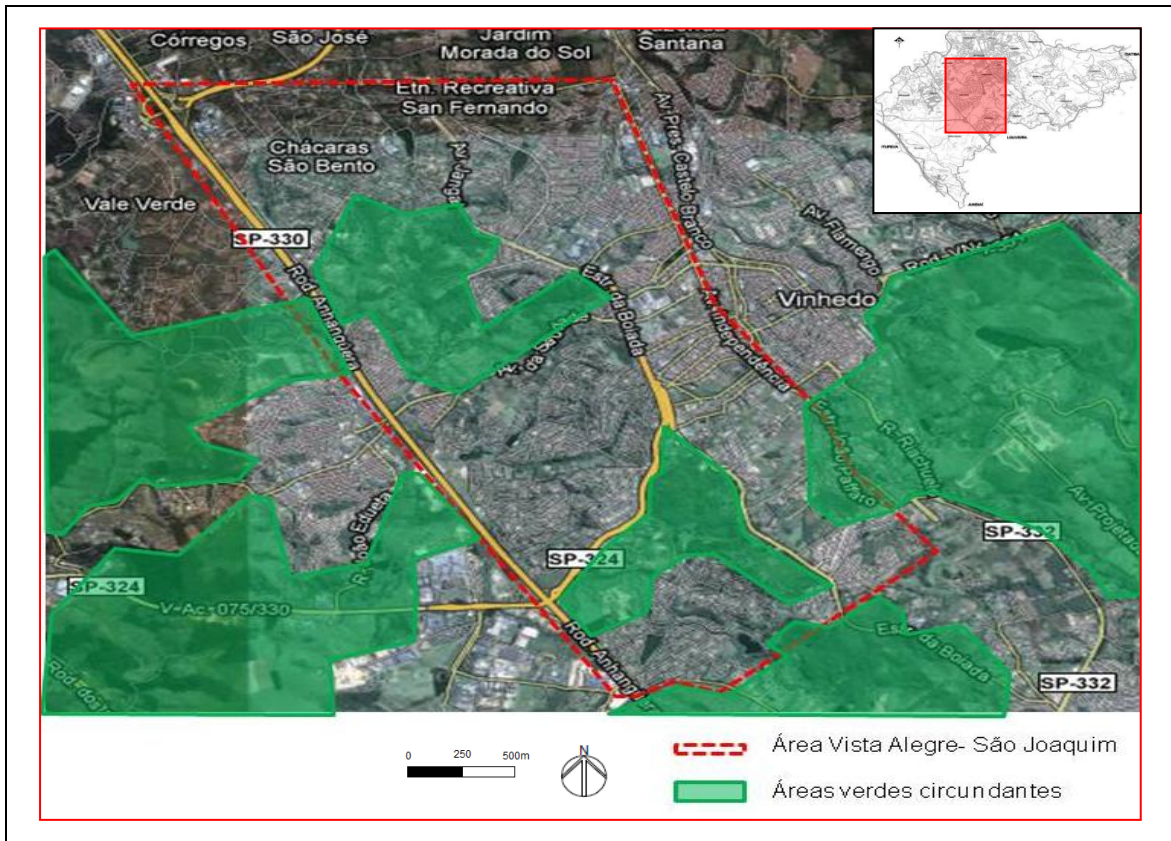 Córregos
São José
Jardim
Morada do Sol
Santana
Etn. Recreativa
San Fernando
Av. Pres. Castelo Branco
Chácaras
São Bento
Vale Verde
SP-330
Rod. Anhanguera
pv. Flamengo
Estr. da Boiada
Vinhedo
Av. Independência
R. Riachuelo
Av. Projetada
SP-332
R. João Edueta
SP-324
SP-324
V. Ac. 075/330
Estr. da Boiada
SP-332
0 250 500m
N
Área Vista Alegre- São Joaquim
Áreas verdes circundantes